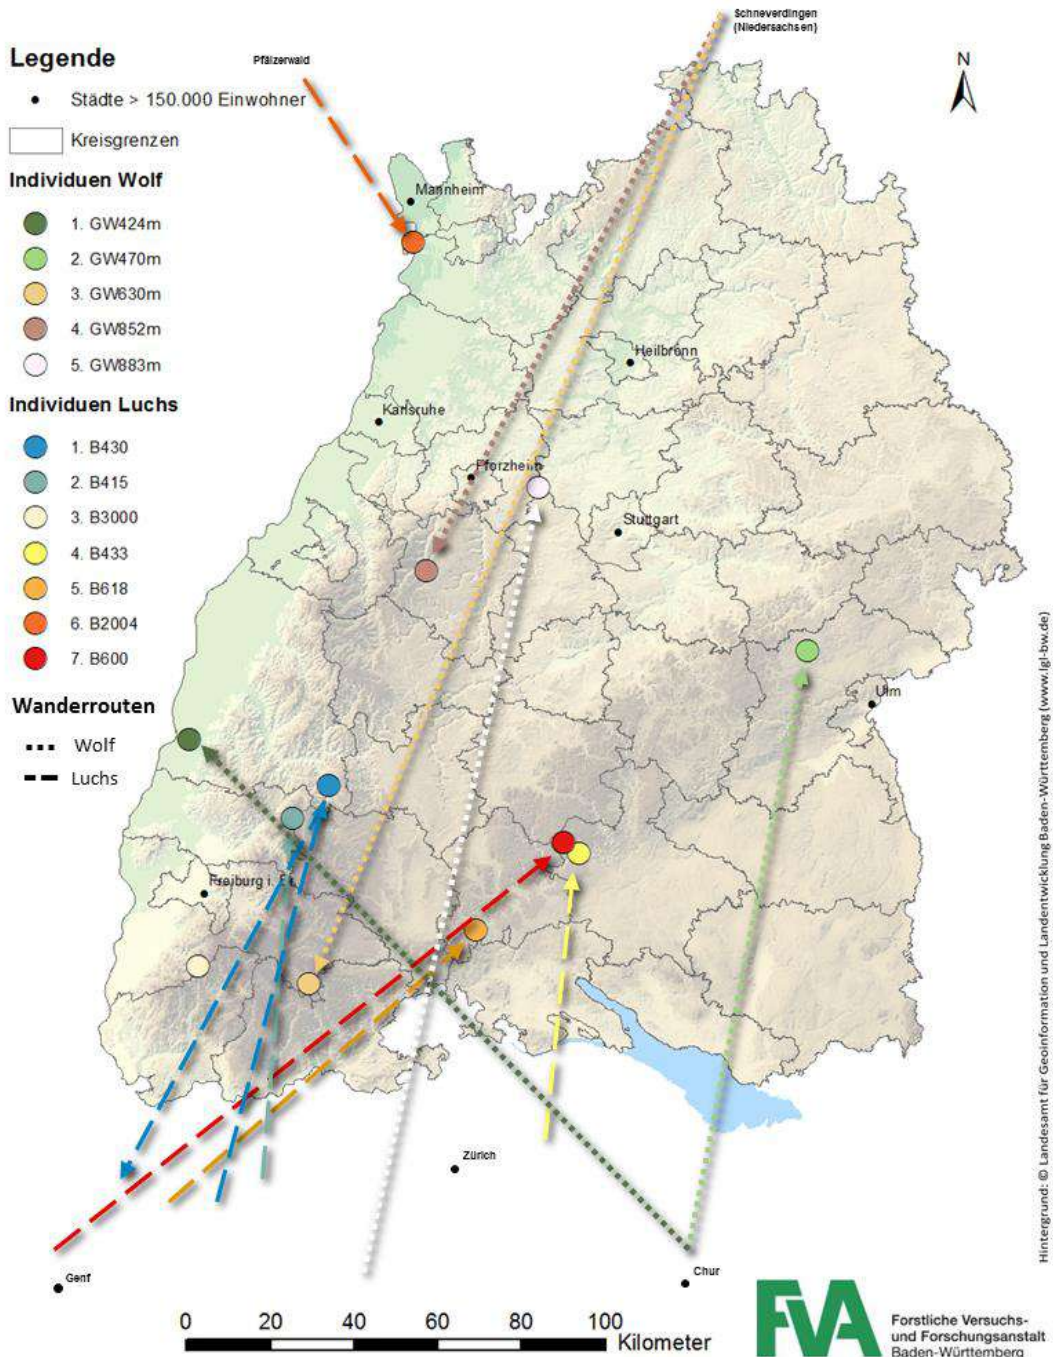 Schneverdingen
(Niedersachsen)
Pfälzerwald
N
Legende
Städte > 150.000 Einwohner
Kreisgrenzen
Individuen Wolf
1. GW424m
2. GW470m
3. GW630m
4. GW852m
5. GW883m
Individuen Luchs
1. B430
2. B415
3. B3000
4. B433
5. B618
6. B2004
7. B600
Wanderrouten
Wolf
Luchs
Mannheim
Heilbronn
Karlsruhe
Pforzheim
Stuttgart
Ulm
Freiburg i.
Zürich
Genf
Chur
0 20 40 60 80 100
Kilometer
FVA
Forstliche Versuchs-
und Forschungsanstalt
Baden-Württemberg
Hintergrund: © Landesamt für Geoinformation und Landentwicklung Baden-Württemberg (www.lgl-bw.de)